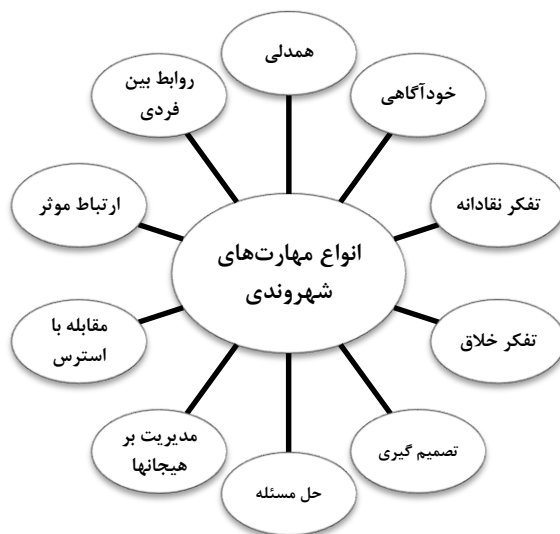 انواع مهارت‌های
شهروندی
همدلی
خودآگاهی
تفکر نقادانه
تفکر خلاق
تصمیم گیری
حل مسئله
مدیریت بر
هیجانها
مقابله با
استرس
ارتباط موثر
روابط بین
فردی